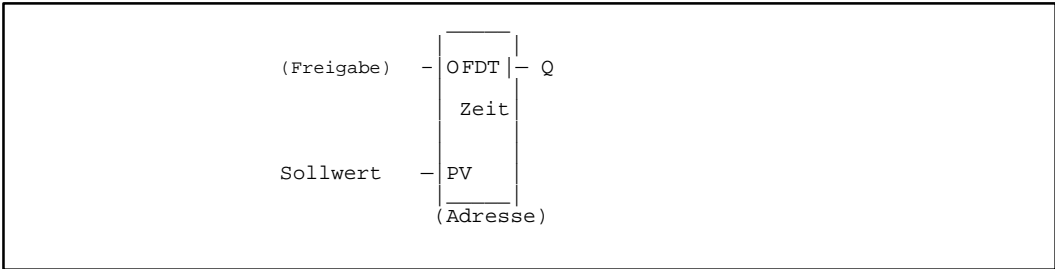 (Freigabe) OFDT Q
Zeit
Sollwert PV
(Adresse)